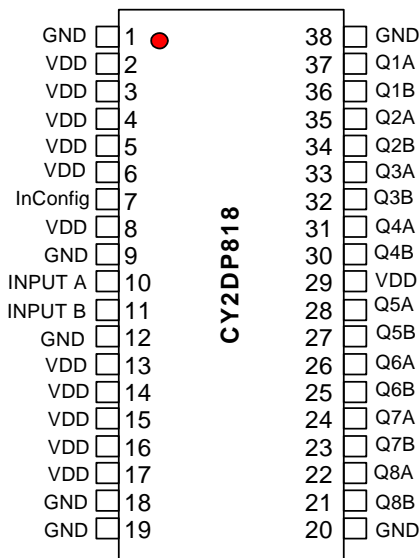 GND 1 38 GND
VDD 2 37 Q1A
VDD 3 36 Q1B
VDD 4 35 Q2A
VDD 5 34 Q2B
VDD 6 33 Q3A
InConfig 7 32 Q3B
VDD 8 31 Q4A
GND 9 30 Q4B
INPUT A 10 29 VDD
INPUT B 11 28 Q5A
GND 12 27 Q5B
VDD 13 26 Q6A
VDD 14 25 Q6B
VDD 15 24 Q7A
VDD 16 23 Q7B
VDD 17 22 Q8A
GND 18 21 Q8B
GND 19 20 GND
CY2DP818